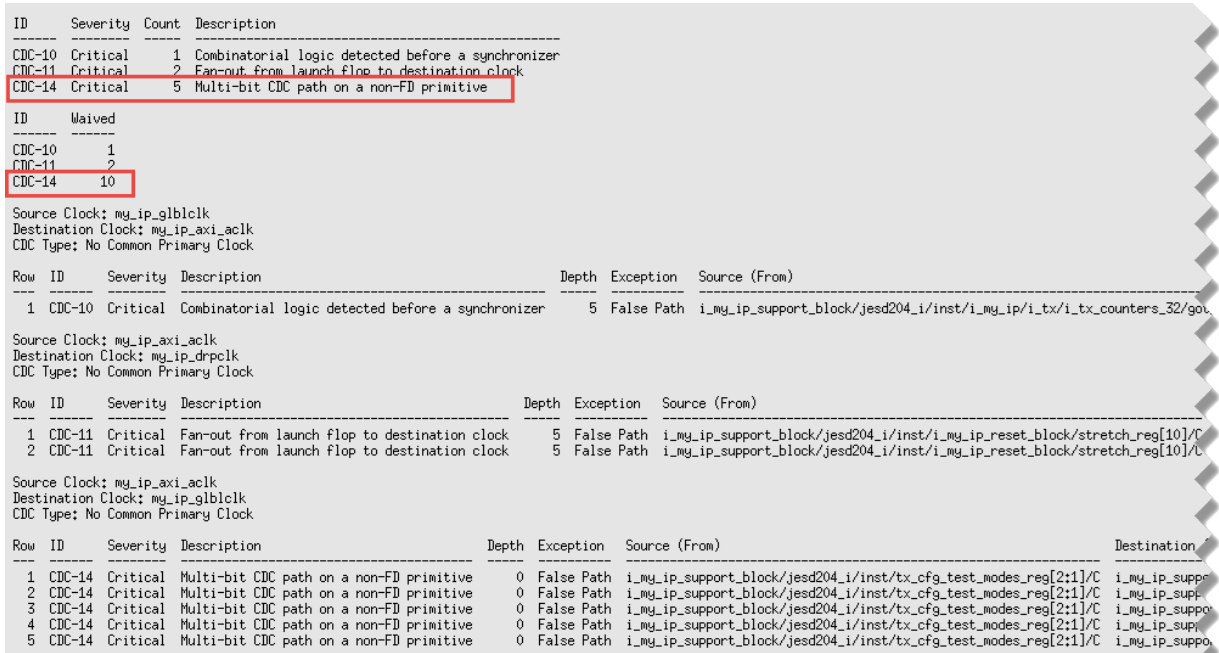 ID Severity Count Description
CDC-10 Critical 1 Combinatorial logic detected before a synchronizer
CDC-11 Critical 2 Fan-out from launch flop to destination clock
CDC-14 Critical 5 Multi-bit CDC path on a non-FD primitive
ID Waived
CDC-10 1
CDC-11 2
CDC-14 10
Source Clock: my_ip_glblclk
Destination Clock: my_ip_axi_aclk
CDC Type: No Common Primary Clock
Row ID Severity Description Depth Exception Source (From)
1 CDC-10 Critical Combinatorial logic detected before a synchronizer 5 False Path i_my_ip_support_block/jesd204_i/inst/i_my_ip/i_tx/i_tx_counters_32/got_
Source Clock: my_ip_axi_aclk
Destination Clock: my_ip_drpclk
CDC Type: No Common Primary Clock
Row ID Severity Description Depth Exception Source (From)
1 CDC-11 Critical Fan-out from launch flop to destination clock 5 False Path i_my_ip_support_block/jesd204_i/inst/i_my_ip_reset_block/stretch_reg[10]/C
2 CDC-11 Critical Fan-out from launch flop to destination clock 5 False Path i_my_ip_support_block/jesd204_i/inst/i_my_ip_reset_block/stretch_reg[10]/C
Source Clock: my_ip_axi_aclk
Destination Clock: my_ip_glblclk
CDC Type: No Common Primary Clock
Row ID Severity Description Depth Exception Source (From) Destination
1 CDC-14 Critical Multi-bit CDC path on a non-FD primitive 0 False Path i_my_ip_support_block/jesd204_i/inst/tx_cfg_test_modes_reg[2:1]/C i_my_ip_suppo
2 CDC-14 Critical Multi-bit CDC path on a non-FD primitive 0 False Path i_my_ip_support_block/jesd204_i/inst/tx_cfg_test_modes_reg[2:1]/C i_my_ip_supp
3 CDC-14 Critical Multi-bit CDC path on a non-FD primitive 0 False Path i_my_ip_support_block/jesd204_i/inst/tx_cfg_test_modes_reg[2:1]/C i_my_ip_suppo
4 CDC-14 Critical Multi-bit CDC path on a non-FD primitive 0 False Path i_my_ip_support_block/jesd204_i/inst/tx_cfg_test_modes_reg[2:1]/C i_my_ip_supp
5 CDC-14 Critical Multi-bit CDC path on a non-FD primitive 0 False Path i_my_ip_support_block/jesd204_i/inst/tx_cfg_test_modes_reg[2:1]/C i_my_ip_suppo